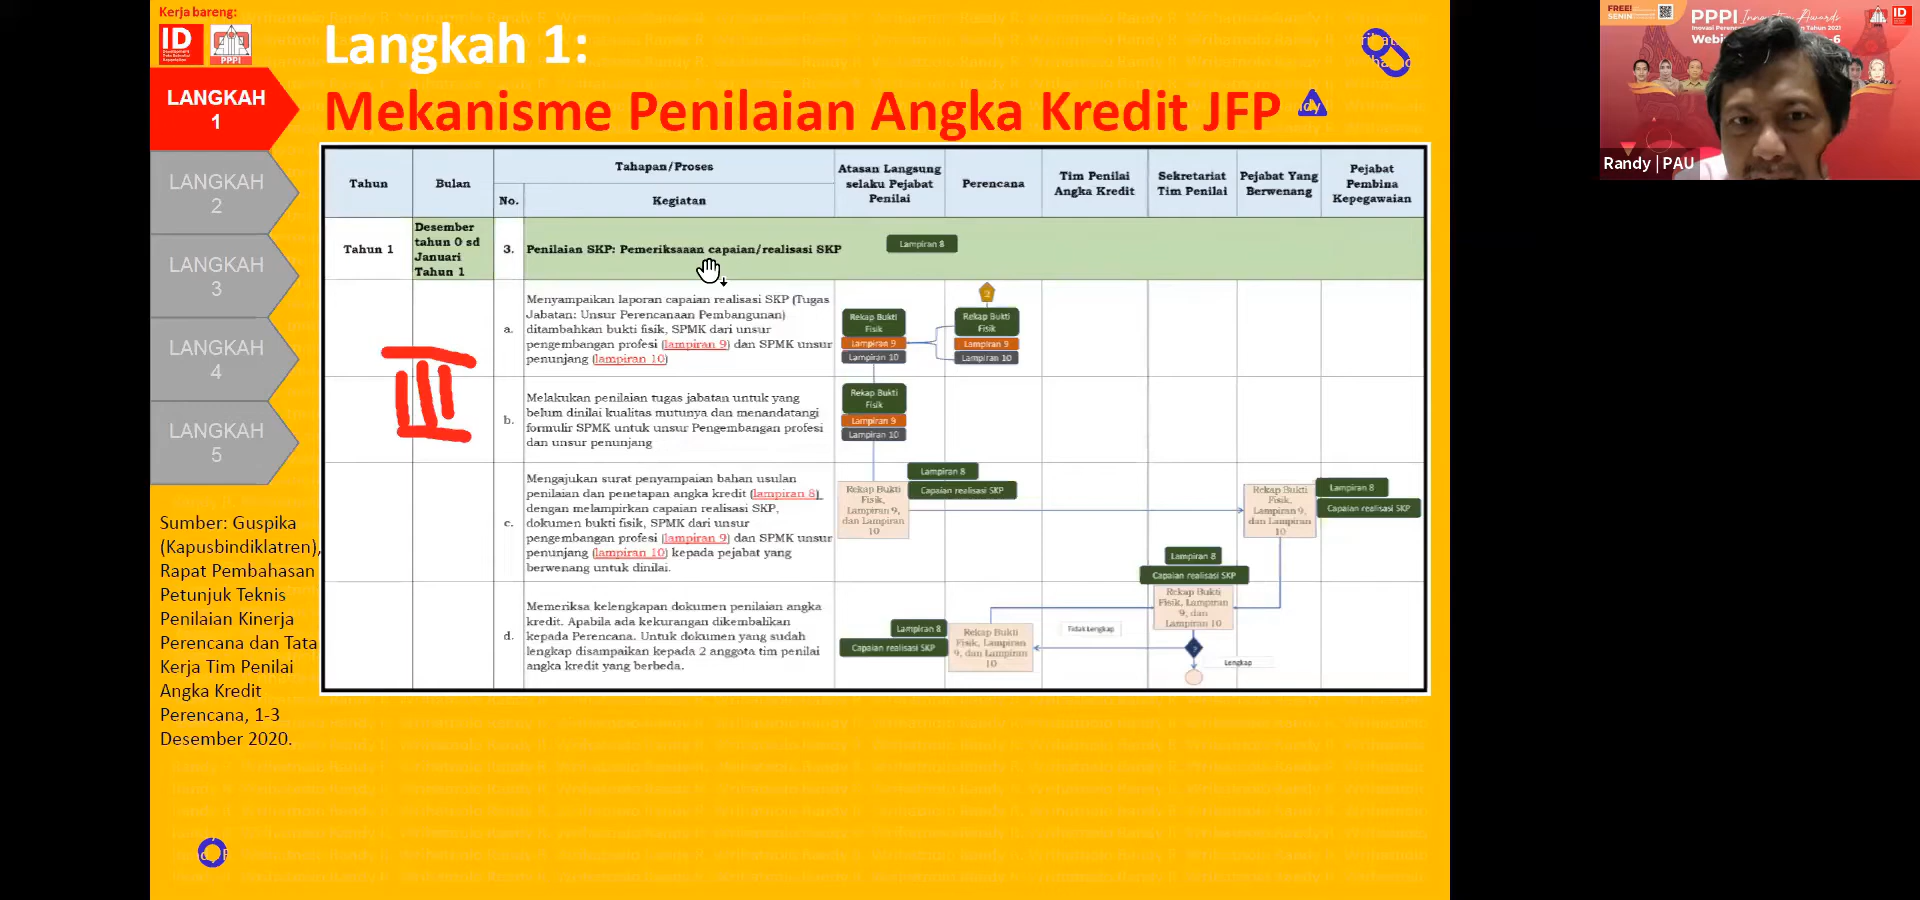 Kerja bareng:
ID
PPPI
Langkah 1:
Mekanisme Penilaian Angka Kredit JFP
LANGKAH
1
LANGKAH
2
LANGKAH
3
LANGKAH
4
LANGKAH
5
Sumber: Guspika
(Kapusbindiklatren),
Rapat Pembahasan
Petunjuk Teknis
Penilaian Kinerja
Perencana dan Tata
Kerja Tim Penilai
Angka Kredit
Perencana, 1-3
Desember 2020.
Tahun
Bulan
Tahapan/Proses
No.
Kegiatan
Atasan Langsung
selaku Pejabat
Penilai
Perencana
Tim Penilai
Angka Kredit
Sekretariat
Tim Penilai
Pejabat Yang
Berwenang
Pejabat
Pembina
Kepegawaian
Tahun 1
Desember
tahun 0 sd
Januari
Tahun 1
3.
Penilaian SKP: Pemeriksaaan capaian/realisasi SKP
Lampiran 8
a.
Menyampaikan laporan capaian realisasi SKP (Tugas
Jabatan: Unsur Perencanaan Pembangunan)
ditambahkan bukti fisik, SPMK dari unsur
pengembangan profesi (lampiran 9) dan SPMK unsur
penunjang (lampiran 10)
Rekap Bukti
Fisik
Lampiran 9
Lampiran 10
2
Rekap Bukti
Fisik
Lampiran 9
Lampiran 10
III
b.
Melakukan penilaian tugas jabatan untuk yang
belum dinilai kualitas mutunya dan menandatangi
formulir SPMK untuk unsur Pengembangan profesi
dan unsur penunjang
Rekap Bukti
Fisik
Lampiran 9
Lampiran 10
c.
Mengajukan surat penyampaian bahan usulan
penilaian dan penetapan angka kredit (lampiran 8)
dengan melampirkan capaian realisasi SKP,
dokumen bukti fisik, SPMK dari unsur
pengembangan profesi (lampiran 9) dan SPMK unsur
penunjang (lampiran 10) kepada pejabat yang
berwenang untuk dinilai.
Lampiran 8
Capaian realisasi SKP
Rekap Bukti
Fisik,
Lampiran 9,
dan Lampiran
10
Rekap Bukti
Fisik,
Lampiran 9,
dan Lampiran
10
Lampiran 8
Capaian realisasi SKP
Lampiran 8
Capaian realisasi SKP
d.
Memeriksa kelengkapan dokumen penilaian angka
kredit. Apabila ada kekurangan dikembalikan
kepada Perencana. Untuk dokumen yang sudah
lengkap disampaikan kepada 2 anggota tim penilai
angka kredit yang berbeda.
Lampiran 8
Capaian realisasi SKP
Rekap Bukti
Fisik, Lampiran
9, dan Lampiran
10
Tidak Lengkap
Rekap Bukti
Fisik, Lampiran
9, dan
Lampiran 10
?
Lengkap
FREE!
SENIN
PPPI Innovation Awards
ID
Randy | PAU